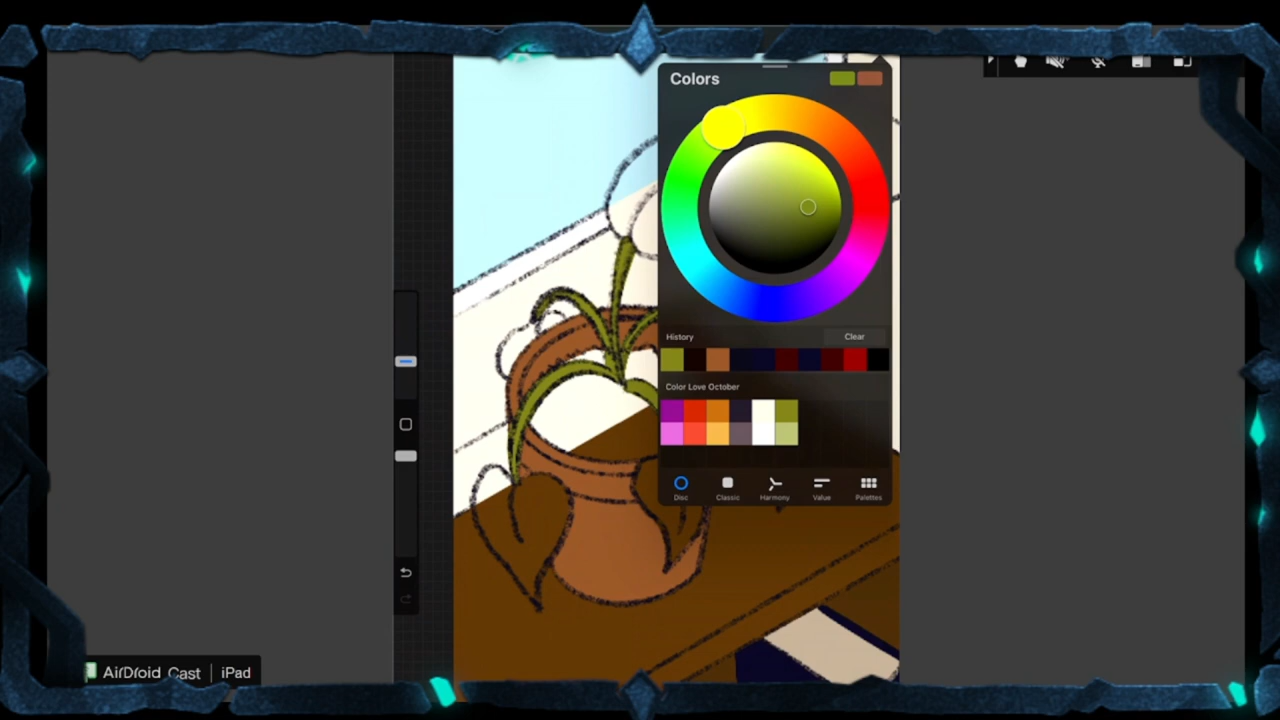 Colors
History
Clear
Color Love October
Disc
Classic
Harmony
Value
Palettes
AirDroid Cast | iPad